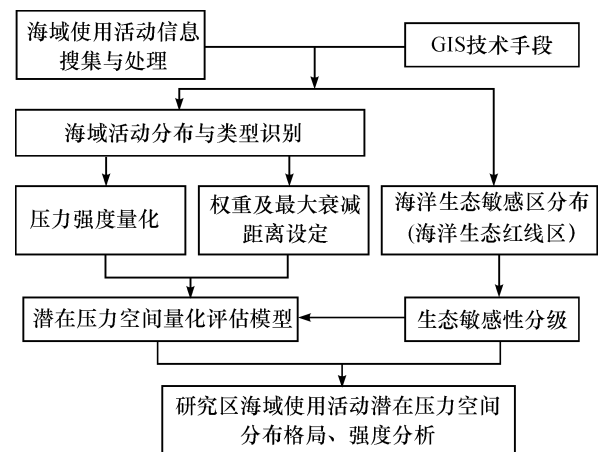 海域使用活动信息
搜集与处理
GIS技术手段
海域活动分布与类型识别
压力强度量化
权重及最大衰减
距离设定
海洋生态敏感区分布
(海洋生态红线区）
潜在压力空间量化评估模型
生态敏感性分级
研究区海域使用活动潜在压力空间
分布格局、强度分析